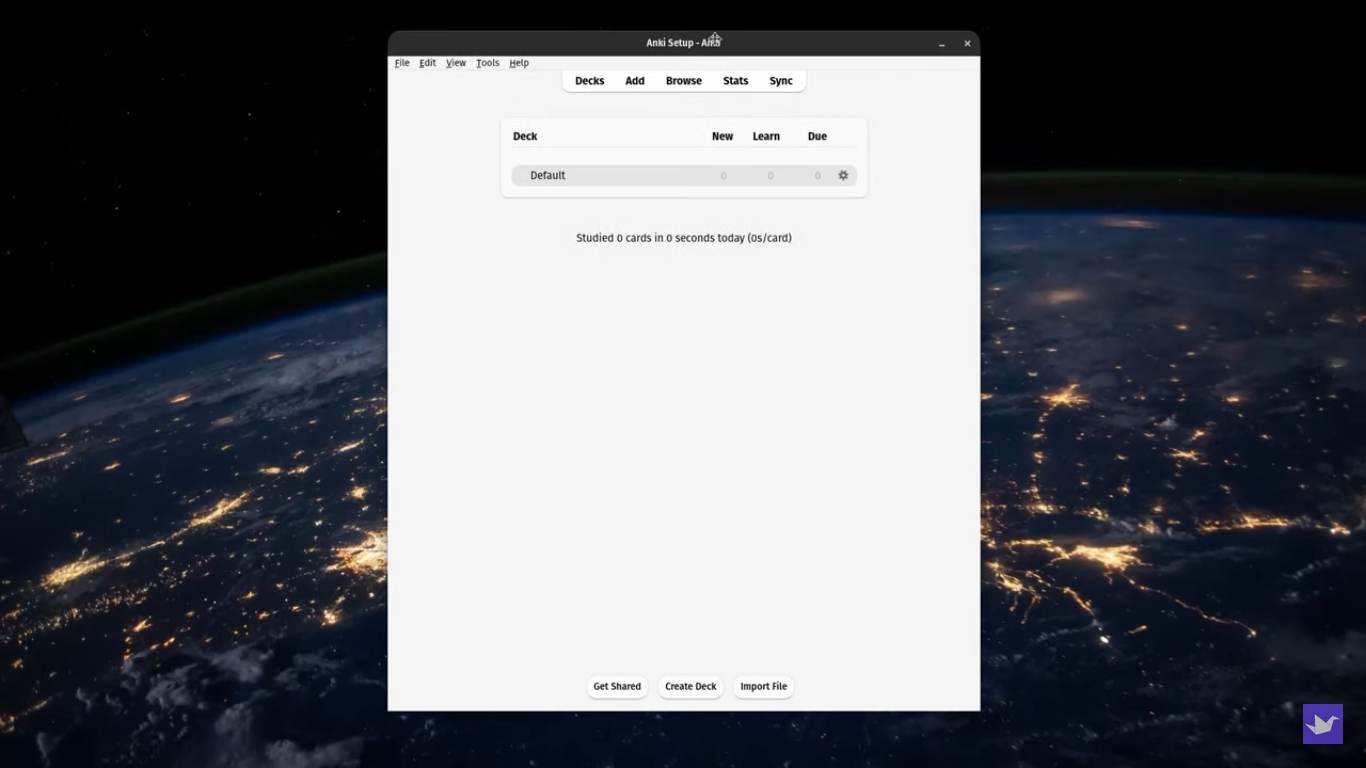 Anki Setup - Anki
File Edit View Tools Help
Decks Add Browse Stats Sync
Deck New Learn Due
Default 0 0 0
Studied 0 cards in 0 seconds today (0s/card)
Get Shared Create Deck Import File